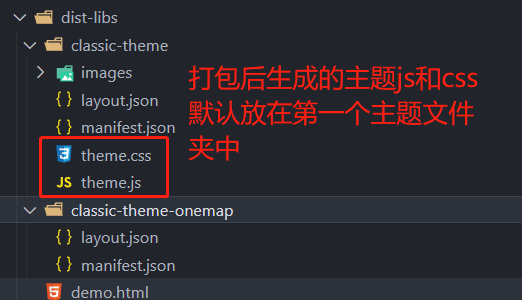 dist-libs
classic-theme
images
{} layout.json
{} manifest.json
theme.css
JS theme.js
打包后生成的主题js和css
默认放在第一个主题文件
夹中
classic-theme-onemap
{} layout.json
{} manifest.json
demo.html